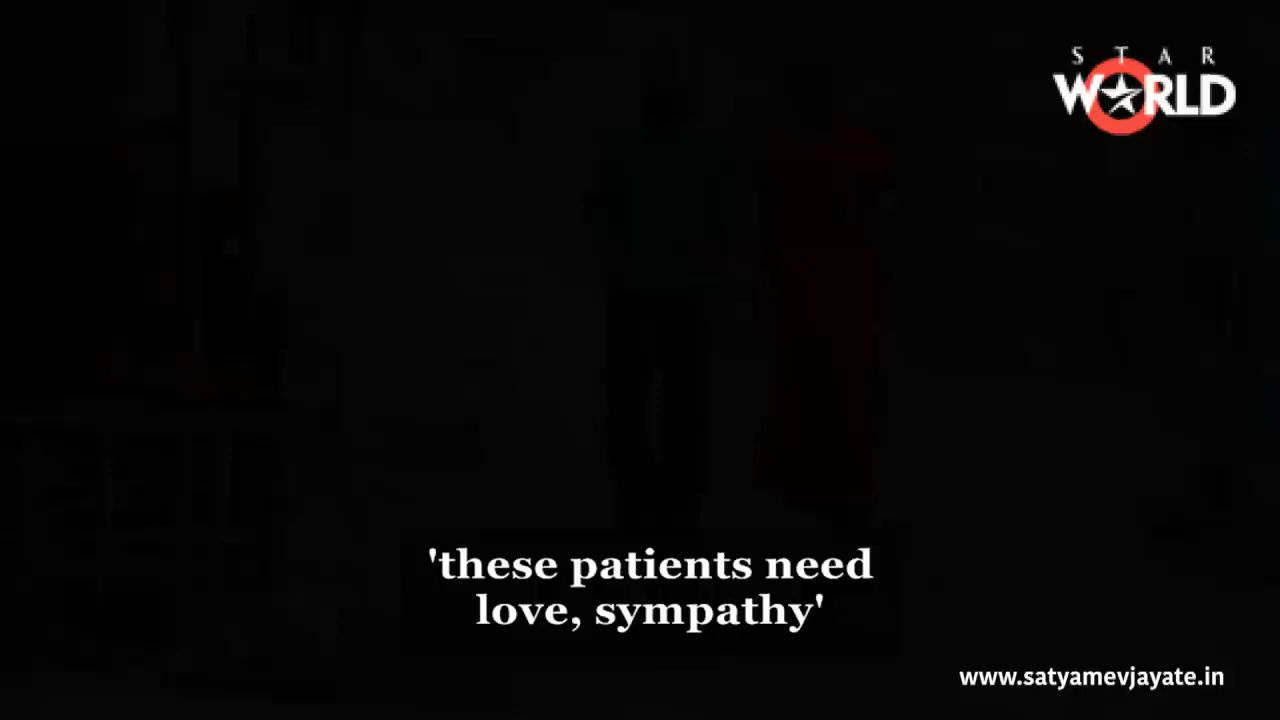 STAR
WORLD
'these patients need
love, sympathy'
www.satyamevjayate.in